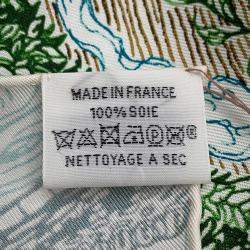 MADE IN FRANCE
100% SOIE
NETTOYAGE A SEC